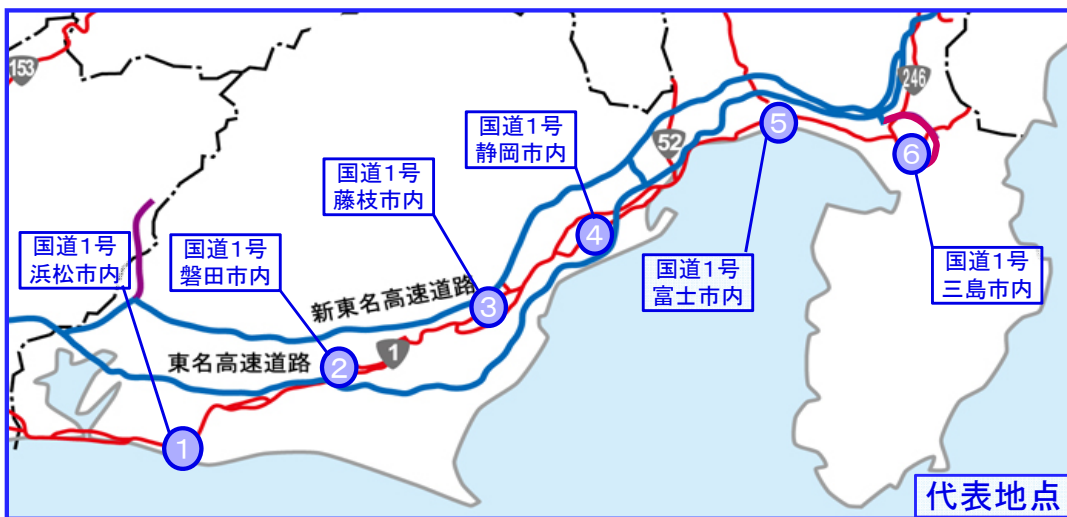 153
246
国道1号
静岡市内
52
5
6
国道1号
藤枝市内
4
国道1号
浜松市内
国道1号
磐田市内
国道1号
富士市内
国道1号
三島市内
新東名高速道路
3
東名高速道路
2
1
1
代表地点